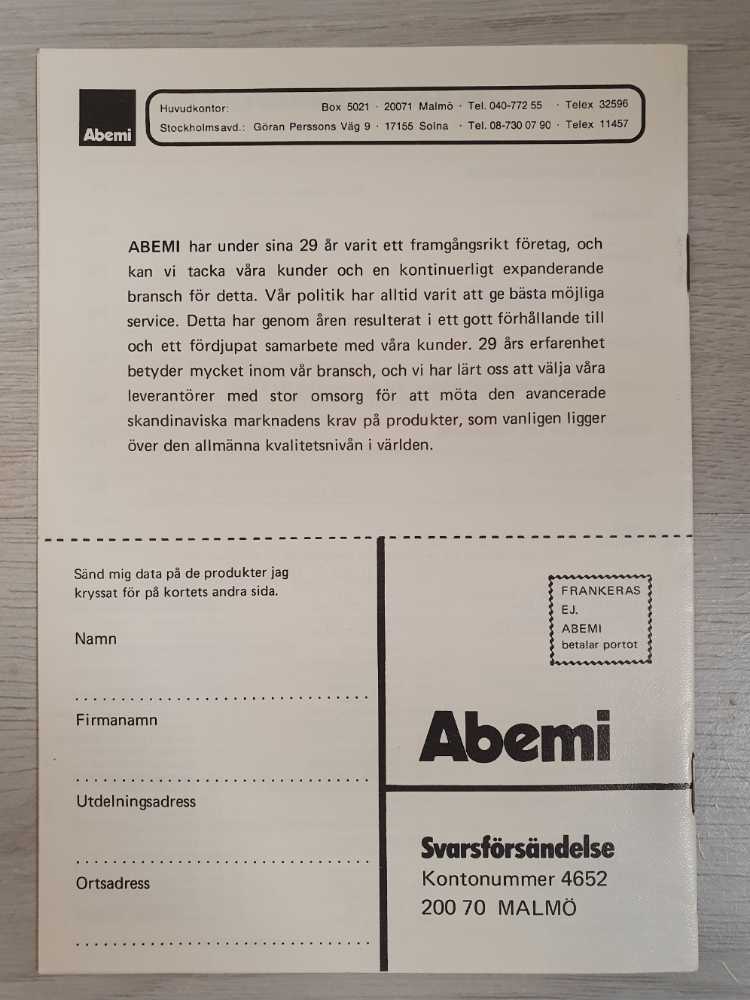 Abemi
Huvudkontor: Box 5021 · 20071 Malmö · Tel. 040-772 55 · Telex 32596
Stockholmsavd.: Göran Perssons Väg 9 · 17155 Solna · Tel. 08-730 07 90 · Telex 11457
ABEMI har under sina 29 år varit ett framgångsrikt företag, och
kan vi tacka våra kunder och en kontinuerligt expanderande
bransch för detta. Vår politik har alltid varit att ge bästa möjliga
service. Detta har genom åren resulterat i ett gott förhållande till
och ett fördjupat samarbete med våra kunder. 29 års erfarenhet
betyder mycket inom vår bransch, och vi har lärt oss att välja våra
leverantörer med stor omsorg för att möta den avancerade
skandinaviska marknadens krav på produkter, som vanligen ligger
över den allmänna kvalitetsnivån i världen.
Sänd mig data på de produkter jag
kryssat för på kortets andra sida.
Namn
Firmanamn
Utdelningsadress
Ortsadress
FRANKERAS
EJ.
ABEMI
betalar portot
Abemi
Svarsförsändelse
Kontonummer 4652
200 70 MALMÖ